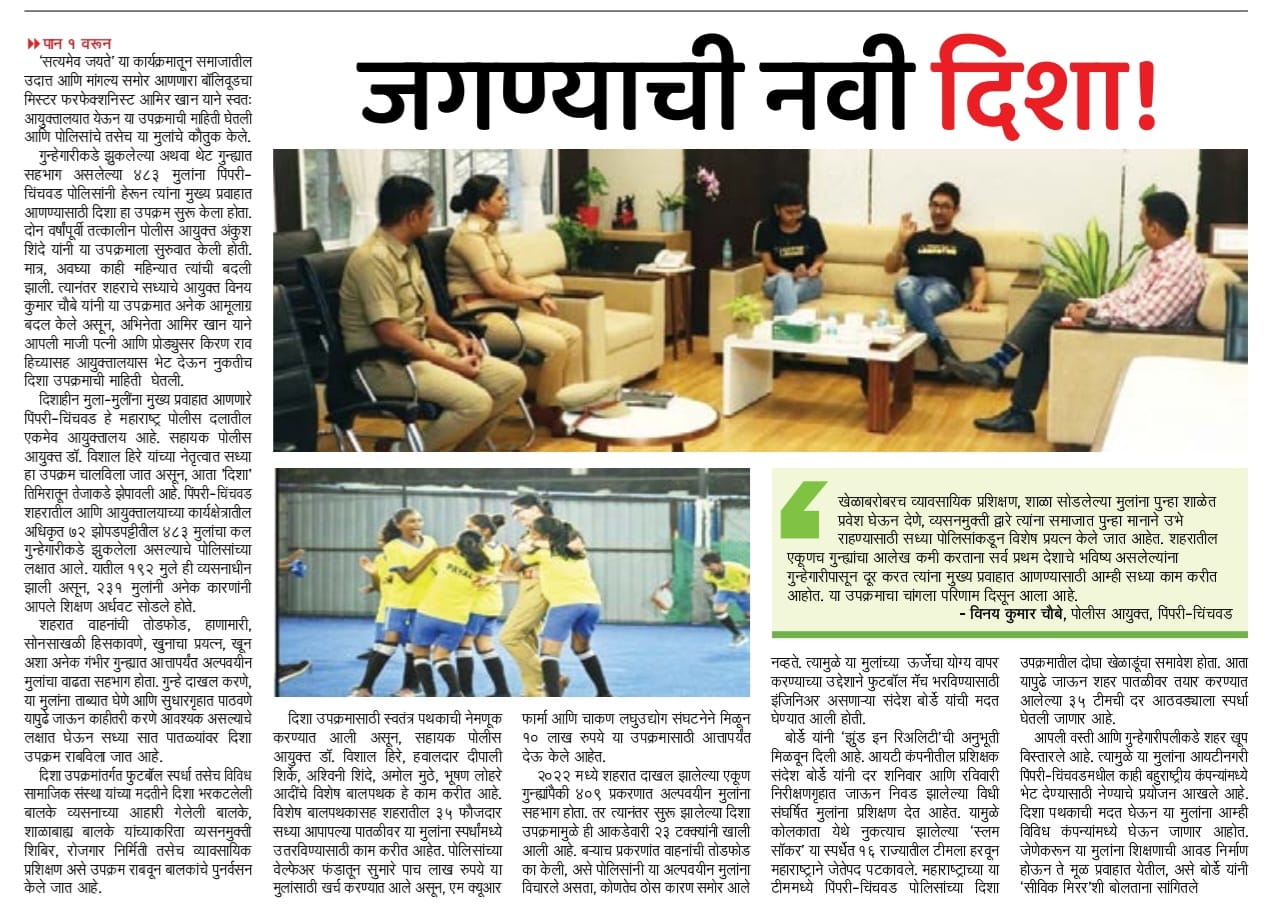 पान १ वरून
'सत्यमेव जयते' या कार्यक्रमातून समाजातील
उदात्त आणि मांगल्य समोर आणणारा बॉलिवूडचा
मिस्टर फरफेक्शनिस्ट आमिर खान याने स्वतः
आयुक्तालयात येऊन या उपक्रमाची माहिती घेतली
आणि पोलिसांचे तसेच या मुलांचे कौतुक केले.
गुन्हेगारीकडे झुकलेल्या अथवा थेट गुन्ह्यात
सहभाग असलेल्या ४८३ मुलांना पिंपरी-
चिंचवड पोलिसांनी हेरून त्यांना मुख्य प्रवाहात
आणण्यासाठी दिशा हा उपक्रम सुरू केला होता.
दोन वर्षांपूर्वी तत्कालीन पोलीस आयुक्त अंकुश
शिंदे यांनी या उपक्रमाला सुरुवात केली होती.
मात्र, अवघ्या काही महिन्यात त्यांची बदली
झाली. त्यानंतर शहराचे सध्याचे आयुक्त विनय
कुमार चौबे यांनी या उपक्रमात अनेक आमूलाग्र
बदल केले असून, अभिनेता आमिर खान याने
आपली माजी पत्नी आणि प्रोड्युसर किरण राव
हिच्यासह आयुक्तालयास भेट देऊन नुकतीच
दिशा उपक्रमाची माहिती घेतली.
दिशाहीन मुला-मुलींना मुख्य प्रवाहात आणणारे
पिंपरी-चिंचवड हे महाराष्ट्र पोलीस दलातील
एकमेव आयुक्तालय आहे. सहायक पोलीस
आयुक्त डॉ. विशाल हिरे यांच्या नेतृत्वात सध्या
हा उपक्रम चालविला जात असून, आता 'दिशा'
तिमिरातून तेजाकडे झेपावली आहे. पिंपरी-चिंचवड
शहरातील आणि आयुक्तालयाच्या कार्यक्षेत्रातील
अधिकृत ७२ झोपडपट्टीतील ४८३ मुलांचा कल
गुन्हेगारीकडे झुकलेला असल्याचे पोलिसांच्या
लक्षात आले. यातील १९२ मुले ही व्यसनाधीन
झाली असून, २३१ मुलांनी अनेक कारणांनी
आपले शिक्षण अर्धवट सोडले होते.
शहरात वाहनांची तोडफोड, हाणामारी,
सोनसाखळी हिसकावणे, खुनाचा प्रयत्न, खून
अशा अनेक गंभीर गुन्ह्यात आत्तापर्यंत अल्पवयीन
मुलांचा वाढता सहभाग होता. गुन्हे दाखल करणे,
या मुलांना ताब्यात घेणे आणि सुधारगृहात पाठवणे
यापुढे जाऊन काहीतरी करणे आवश्यक असल्याचे
लक्षात घेऊन सध्या सात पातळ्यांवर दिशा
उपक्रम राबविला जात आहे.
दिशा उपक्रमांतर्गत फुटबॉल स्पर्धा तसेच विविध
सामाजिक संस्था यांच्या मदतीने दिशा भरकटलेली
बालके व्यसनाच्या आहारी गेलेली बालके,
शाळाबाह्य बालके यांच्याकरिता व्यसनमुक्ती
शिबिर, रोजगार निर्मिती तसेच व्यावसायिक
प्रशिक्षण असे उपक्रम राबवून बालकांचे पुनर्वसन
केले जात आहे.
जगण्याची नवी दिशा!
दिशा उपक्रमासाठी स्वतंत्र पथकाची नेमणूक
करण्यात आली असून, सहायक पोलीस
आयुक्त डॉ. विशाल हिरे, हवालदार दीपाली
शिर्के, अश्विनी शिंदे, अमोल मुठे, भूषण लोहरे
आदींचे विशेष बालपथक हे काम करीत आहे.
विशेष बालपथकासह शहरातील ३५ फौजदार
सध्या आपापल्या पातळीवर या मुलांना स्पर्धांमध्ये
उतरविण्यासाठी काम करीत आहेत. पोलिसांच्या
वेल्फेअर फंडातून सुमारे पाच लाख रुपये या
मुलांसाठी खर्च करण्यात आले असून, एम क्यूआर
फार्मा आणि चाकण लघुउद्योग संघटनेने मिळून
१० लाख रुपये या उपक्रमासाठी आत्तापर्यंत
देऊ केले आहेत.
२०२२ मध्ये शहरात दाखल झालेल्या एकूण
गुन्ह्यांपैकी ४०९ प्रकरणात अल्पवयीन मुलांना
सहभाग होता. तर त्यानंतर सुरू झालेल्या दिशा
उपक्रमामुळे ही आकडेवारी २३ टक्क्यांनी खाली
आली आहे. बऱ्याच प्रकरणांत वाहनांची तोडफोड
का केली, असे पोलिसांनी या अल्पवयीन मुलांना
विचारले असता, कोणतेच ठोस कारण समोर आले
खेळाबरोबरच व्यावसायिक प्रशिक्षण, शाळा सोडलेल्या मुलांना पुन्हा शाळेत
प्रवेश घेऊन देणे, व्यसनमुक्ती द्वारे त्यांना समाजात पुन्हा मानाने उभे
राहण्यासाठी सध्या पोलिसांकडून विशेष प्रयत्न केले जात आहेत. शहरातील
एकूणच गुन्ह्यांचा आलेख कमी करताना सर्व प्रथम देशाचे भविष्य असलेल्यांना
गुन्हेगारीपासून दूर करत त्यांना मुख्य प्रवाहात आणण्यासाठी आम्ही सध्या काम करीत
आहोत. या उपक्रमाचा चांगला परिणाम दिसून आला आहे.
- विनय कुमार चौबे, पोलीस आयुक्त, पिंपरी-चिंचवड
नव्हते. त्यामुळे या मुलांच्या ऊर्जेचा योग्य वापर
करण्याच्या उद्देशाने फुटबॉल मॅच भरविण्यासाठी
इंजिनिअर असणाऱ्या संदेश बोर्डे यांची मदत
घेण्यात आली होती.
बोर्डे यांनी 'झुंड इन रिअलिटी'ची अनुभूती
मिळवून दिली आहे. आयटी कंपनीतील प्रशिक्षक
संदेश बोर्डे यांनी दर शनिवार आणि रविवारी
निरीक्षणगृहात जाऊन निवड झालेल्या विधी
संघर्षित मुलांना प्रशिक्षण देत आहेत. यामुळे
कोलकाता येथे नुकत्याच झालेल्या 'स्लम
सॉकर' या स्पर्धेत १६ राज्यातील टीमला हरवून
महाराष्ट्राने जेतेपद पटकावले. महाराष्ट्राच्या या
टीममध्ये पिंपरी-चिंचवड पोलिसांच्या दिशा
उपक्रमातील दोघा खेळाडूंचा समावेश होता. आता
यापुढे जाऊन शहर पातळीवर तयार करण्यात
आलेल्या ३५ टीमची दर आठवड्याला स्पर्धा
घेतली जाणार आहे.
आपली वस्ती आणि गुन्हेगारीपलीकडे शहर खूप
विस्तारले आहे. त्यामुळे या मुलांना आयटीनगरी
पिंपरी-चिंचवडमधील काही बहुराष्ट्रीय कंपन्यांमध्ये
भेट देण्यासाठी नेण्याचे प्रयोजन आखले आहे.
दिशा पथकाची मदत घेऊन या मुलांना आम्ही
विविध कंपन्यांमध्ये घेऊन जाणार आहोत.
जेणेकरून या मुलांना शिक्षणाची आवड निर्माण
होऊन ते मूळ प्रवाहात येतील, असे बोर्डे यांनी
'सीविक मिरर'शी बोलताना सांगितले